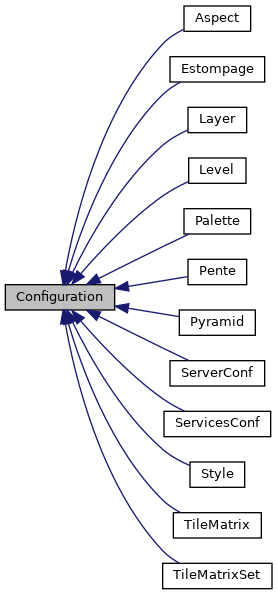 Aspect
Estompage
Layer
Level
Palette
Pente
Configuration
Pyramid
ServerConf
ServicesConf
Style
TileMatrix
TileMatrixSet